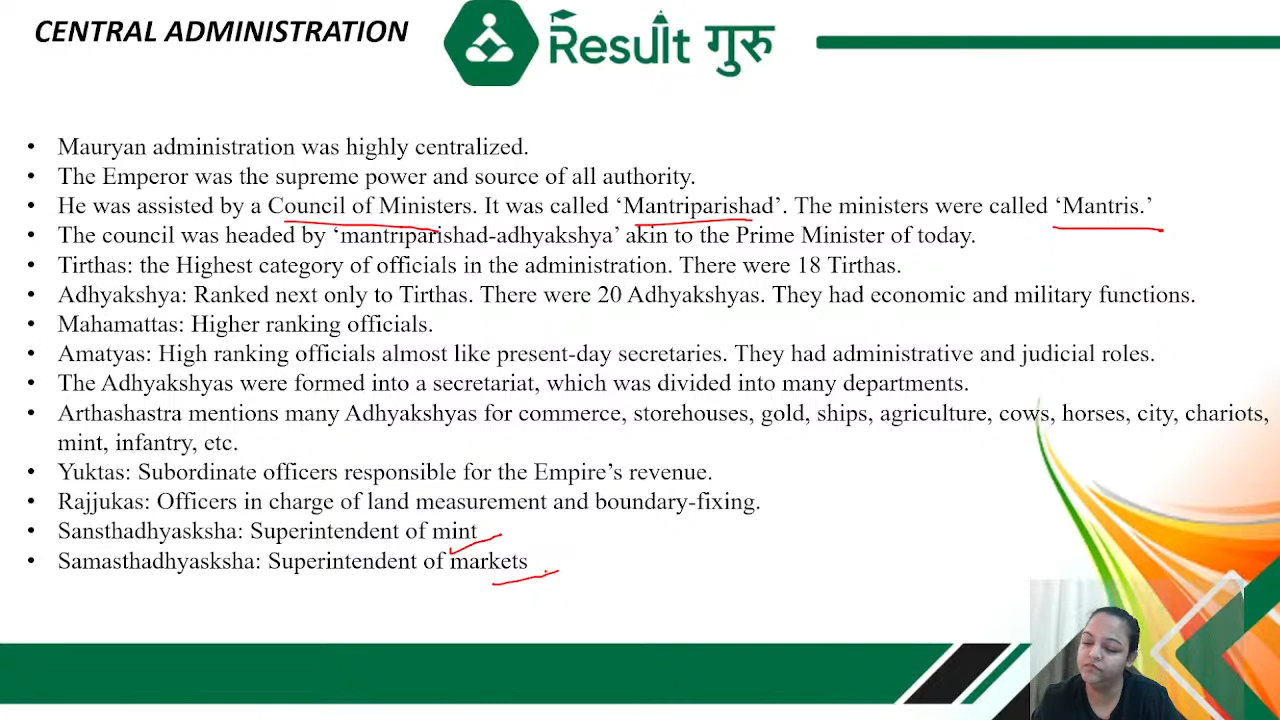 CENTRAL ADMINISTRATION
Result गुरु
• Mauryan administration was highly centralized.
• The Emperor was the supreme power and source of all authority.
• He was assisted by a Council of Ministers. It was called ‘Mantriparishad’. The ministers were called ‘Mantris.’
• The council was headed by ‘mantriparishad-adhyakshya’ akin to the Prime Minister of today.
• Tirthas: the Highest category of officials in the administration. There were 18 Tirthas.
• Adhyakshya: Ranked next only to Tirthas. There were 20 Adhyakshyas. They had economic and military functions.
• Mahamattas: Higher ranking officials.
• Amatyas: High ranking officials almost like present-day secretaries. They had administrative and judicial roles.
• The Adhyakshyas were formed into a secretariat, which was divided into many departments.
• Arthashastra mentions many Adhyakshyas for commerce, storehouses, gold, ships, agriculture, cows, horses, city, chariots,
mint, infantry, etc.
• Yuktas: Subordinate officers responsible for the Empire’s revenue.
• Rajjukas: Officers in charge of land measurement and boundary-fixing.
• Sansthadhyasksha: Superintendent of mint
• Samasthadhyasksha: Superintendent of markets